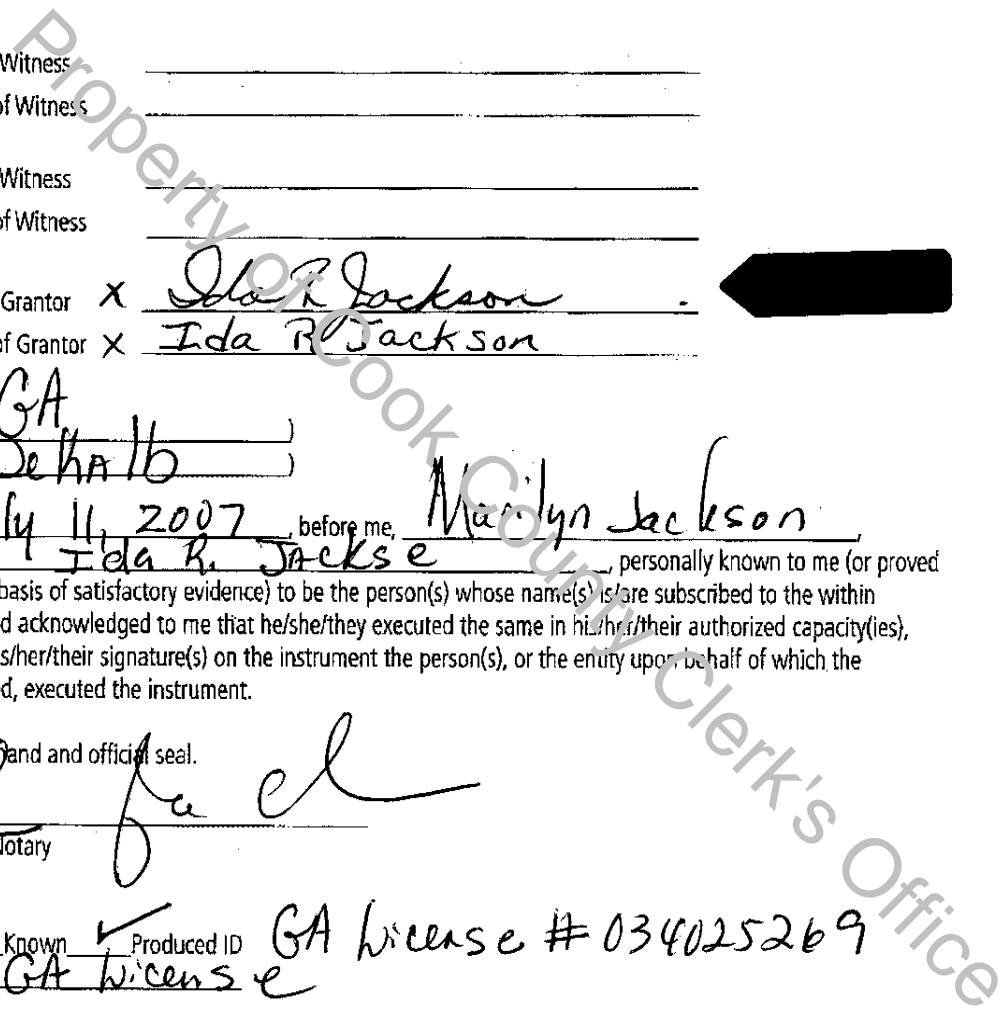 Witness
of Witness
Witness
of Witness
Grantor X Ida R Jackson
of Grantor X Ida R Jackson
GA )
DeKAlb )
ly 11, 2007, before me, Marilyn Jackson,
Ida R. JAckse, personally known to me (or proved
basis of satisfactory evidence) to be the person(s) whose name(s) is/are subscribed to the within
d acknowledged to me that he/she/they executed the same in his/her/their authorized capacity(ies),
s/her/their signature(s) on the instrument the person(s), or the entity upon behalf of which the
d, executed the instrument.
and and official seal.
Notary
Known ✓ Produced ID GA License # 034025269
GA License
Property of Cook County Clerk's Office